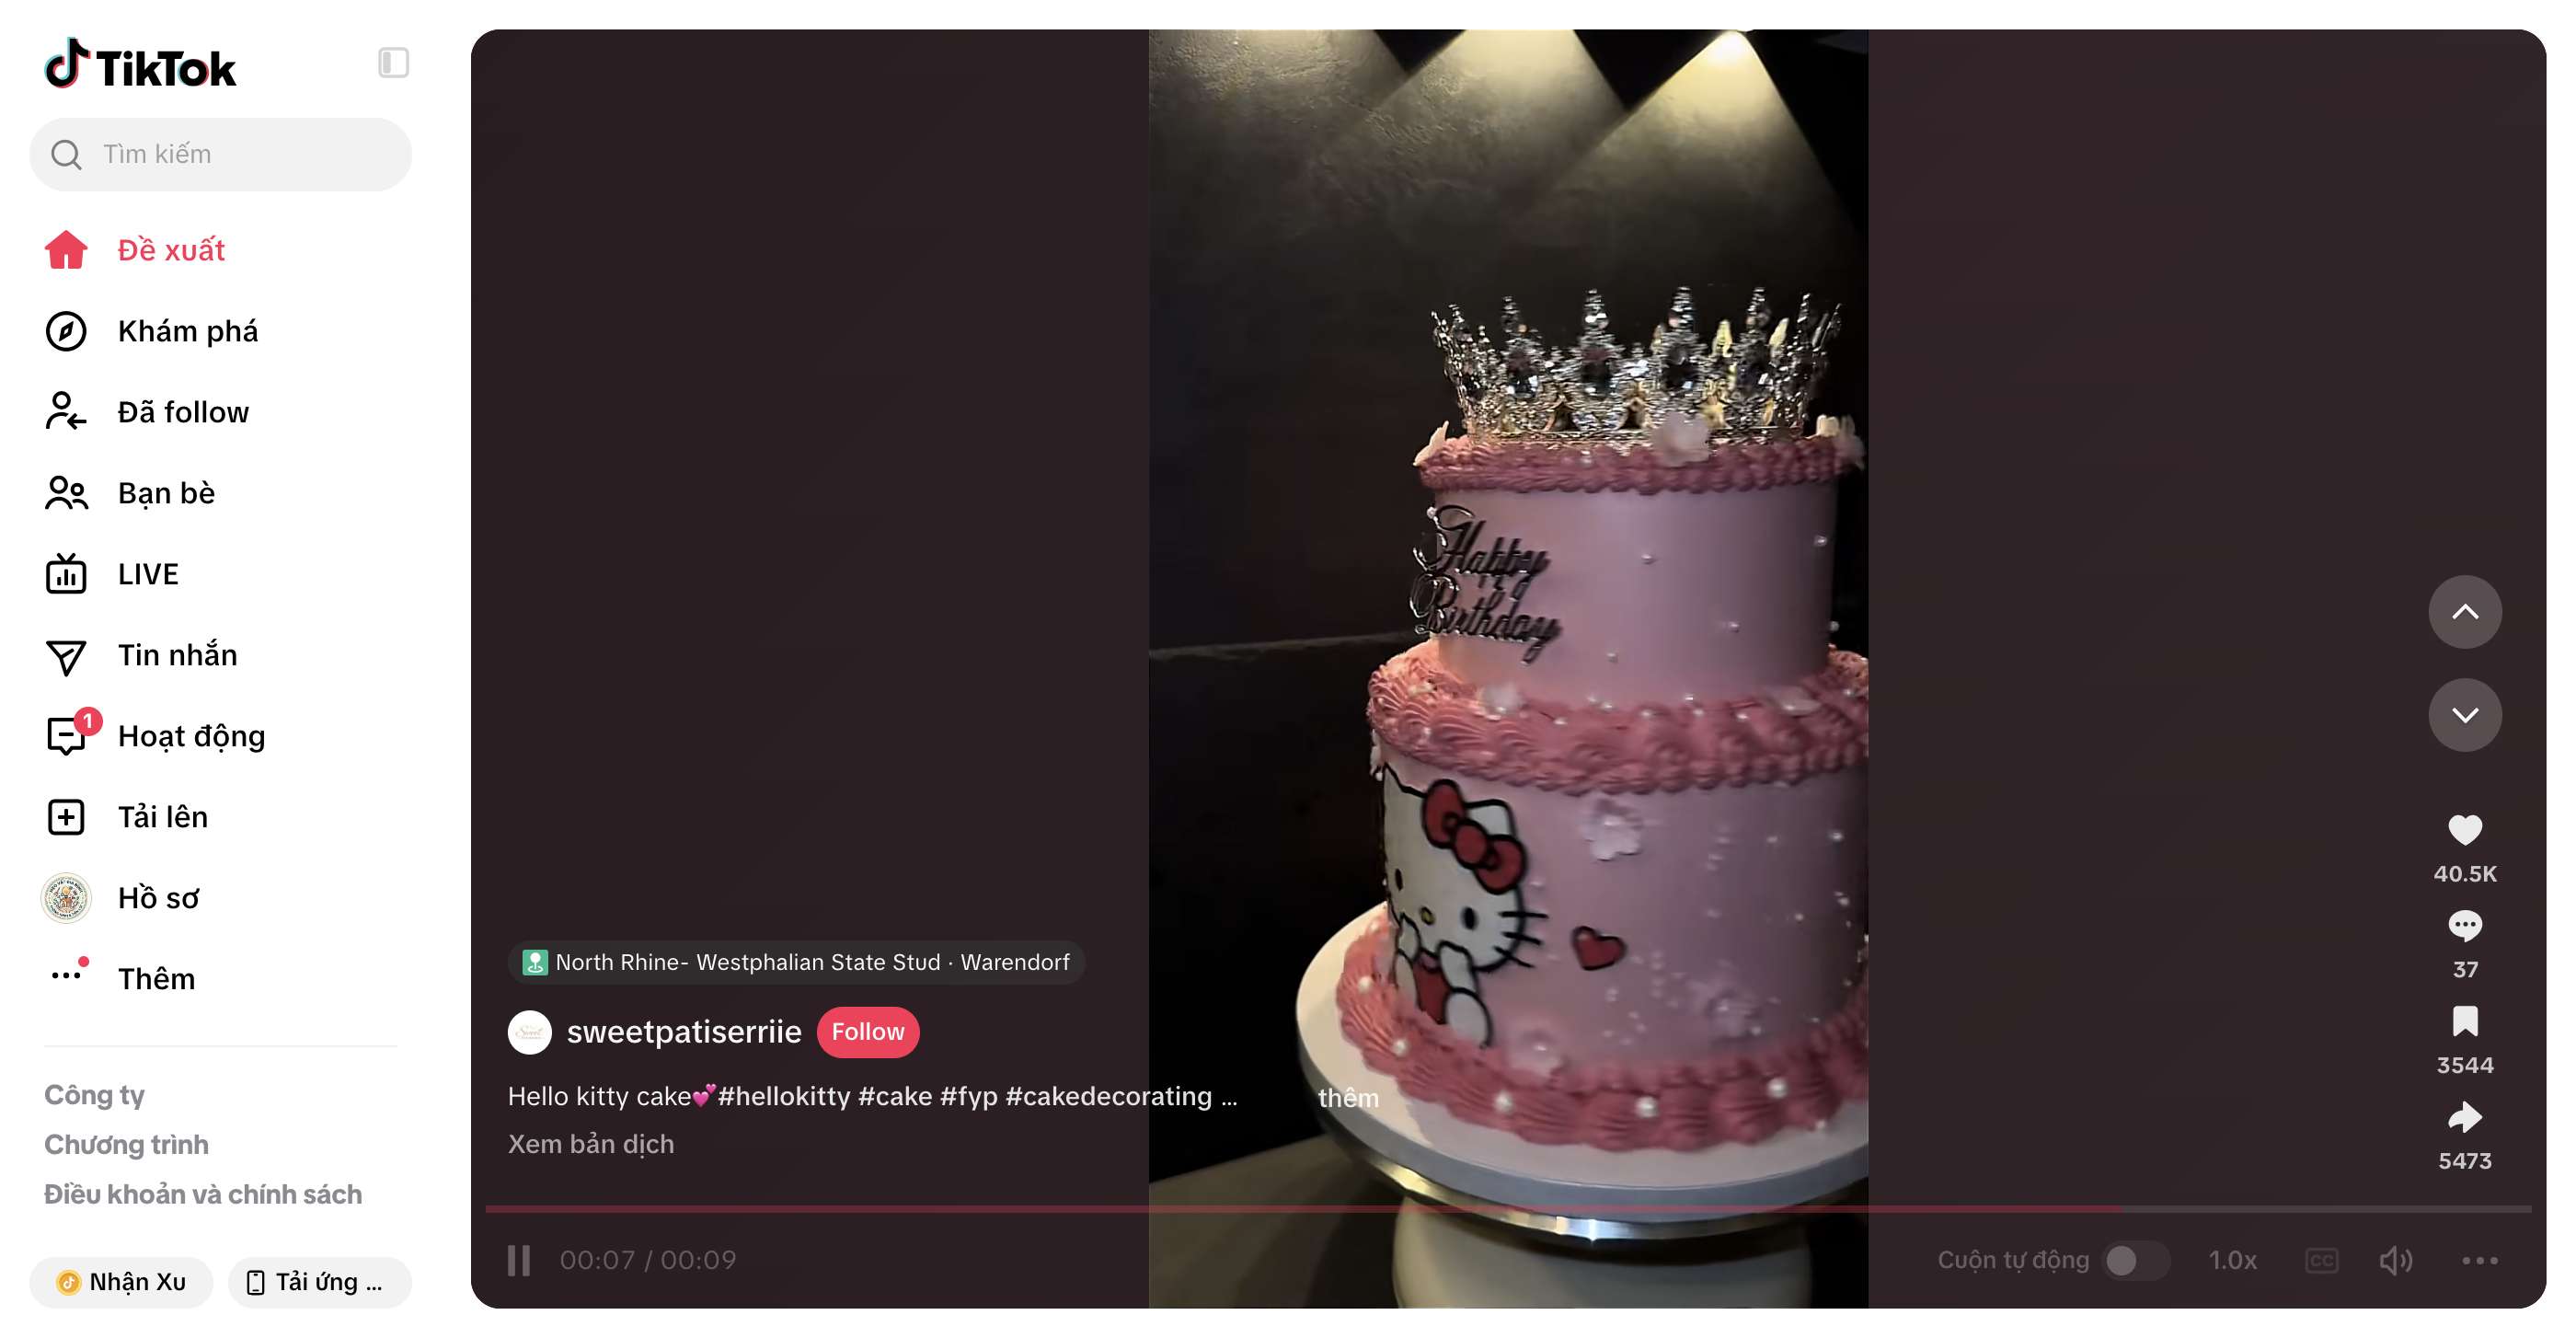 TikTok
Tìm kiếm
Đề xuất
Khám phá
Đã follow
Bạn bè
LIVE
Tin nhắn
1
Hoạt động
Tải lên
Hồ sơ
Thêm
Công ty
Chương trình
Điều khoản và chính sách
Nhận Xu
Tải ứng ...
Happy
Birthday
North Rhine- Westphalian State Stud · Warendorf
sweetpatiserriie
Follow
Hello kitty cake💕#hellokitty #cake #fyp #cakedecorating ... thêm
Xem bản dịch
40.5K
37
3544
5473
00:07 / 00:09
Cuộn tự động
1.0x
CC